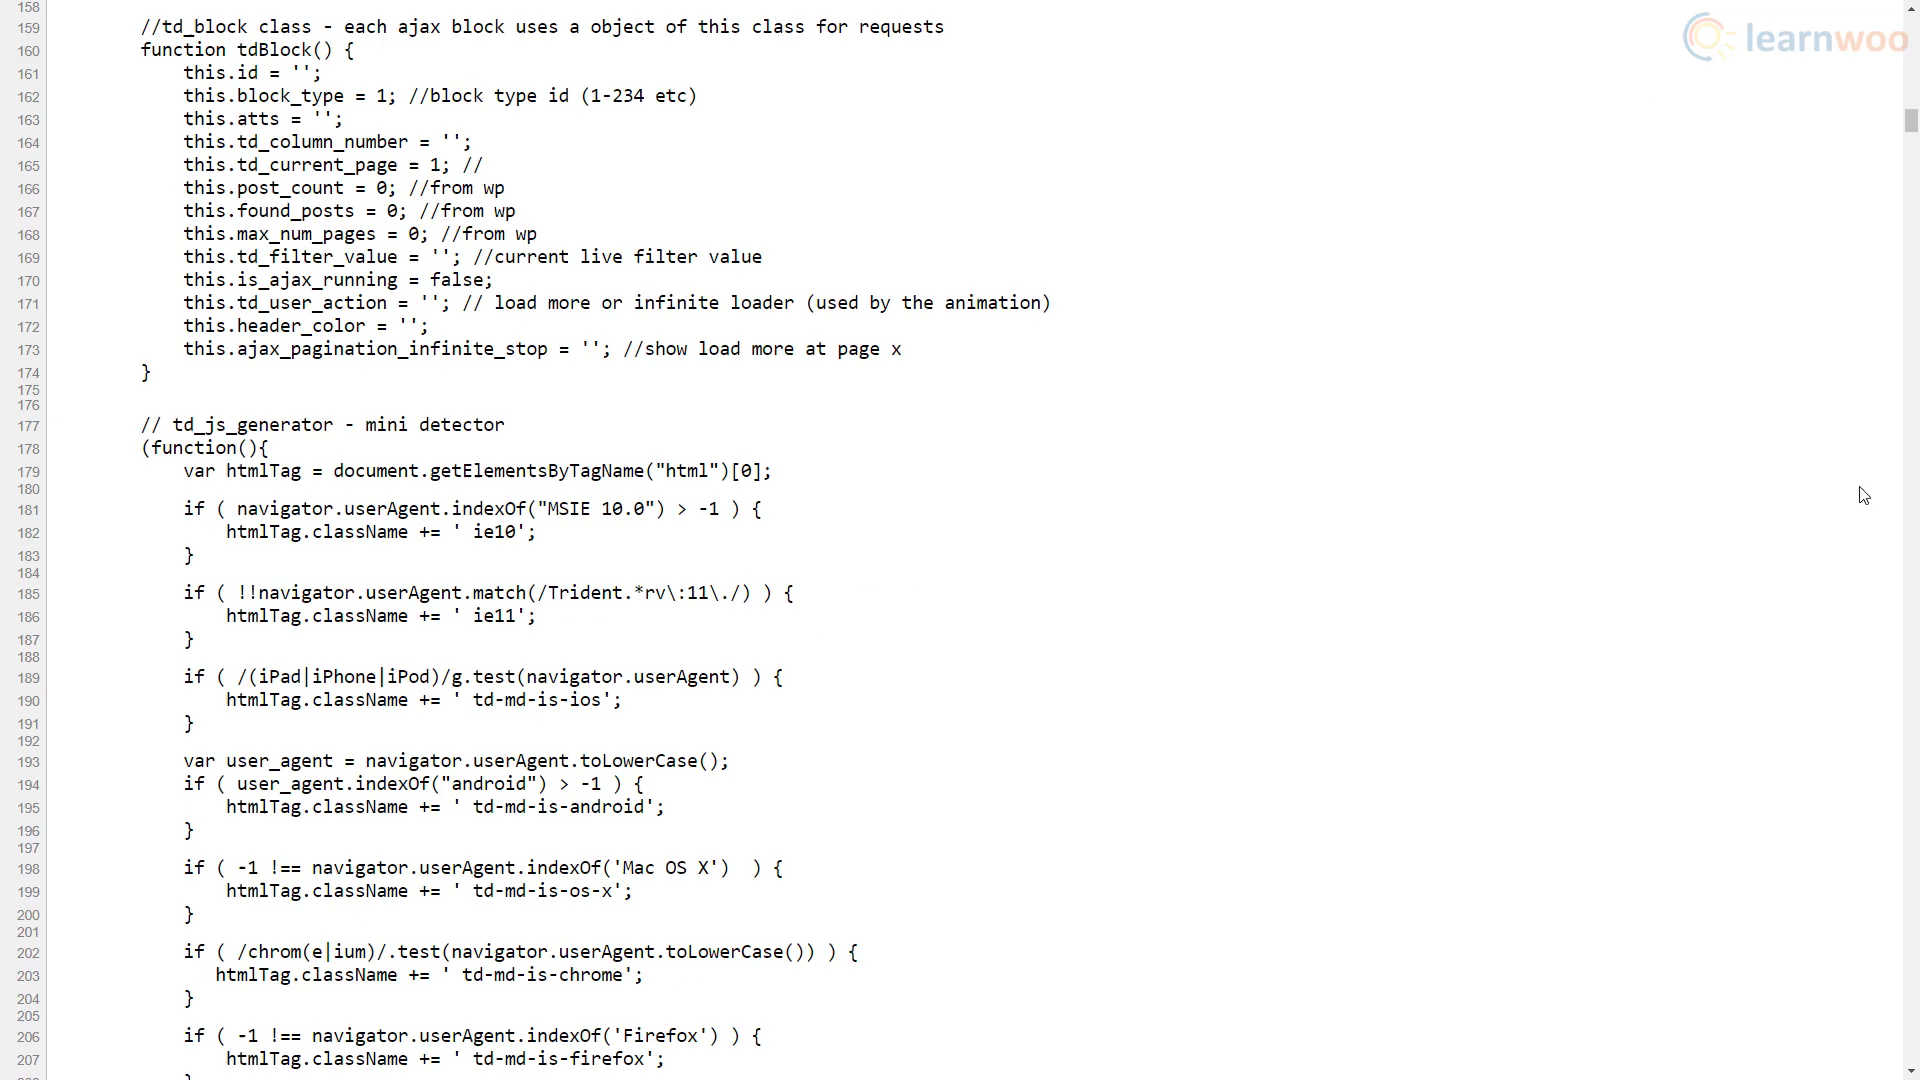 158
159 //td_block class - each ajax block uses a object of this class for requests
160 function tdBlock() {
161 this.id = '';
162 this.block_type = 1; //block type id (1-234 etc)
163 this.atts = '';
164 this.td_column_number = '';
165 this.td_current_page = 1; //
166 this.post_count = 0; //from wp
167 this.found_posts = 0; //from wp
168 this.max_num_pages = 0; //from wp
169 this.td_filter_value = ''; //current live filter value
170 this.is_ajax_running = false;
171 this.td_user_action = ''; // load more or infinite loader (used by the animation)
172 this.header_color = '';
173 this.ajax_pagination_infinite_stop = ''; //show load more at page x
174 }
175
176
177 // td_js_generator - mini detector
178 (function(){
179 var htmlTag = document.getElementsByTagName("html")[0];
180
181 if ( navigator.userAgent.indexOf("MSIE 10.0") > -1 ) {
182 htmlTag.className += ' ie10';
183 }
184
185 if ( !!navigator.userAgent.match(/Trident.*rv\:11\./) ) {
186 htmlTag.className += ' ie11';
187 }
188
189 if ( /(iPad|iPhone|iPod)/g.test(navigator.userAgent) ) {
190 htmlTag.className += ' td-md-is-ios';
191 }
192
193 var user_agent = navigator.userAgent.toLowerCase();
194 if ( user_agent.indexOf("android") > -1 ) {
195 htmlTag.className += ' td-md-is-android';
196 }
197
198 if ( -1 !== navigator.userAgent.indexOf('Mac OS X')  ) {
199 htmlTag.className += ' td-md-is-os-x';
200 }
201
202 if ( /chrom(e|ium)/.test(navigator.userAgent.toLowerCase()) ) {
203 htmlTag.className += ' td-md-is-chrome';
204 }
205
206 if ( -1 !== navigator.userAgent.indexOf('Firefox') ) {
207 htmlTag.className += ' td-md-is-firefox';
learnwoo